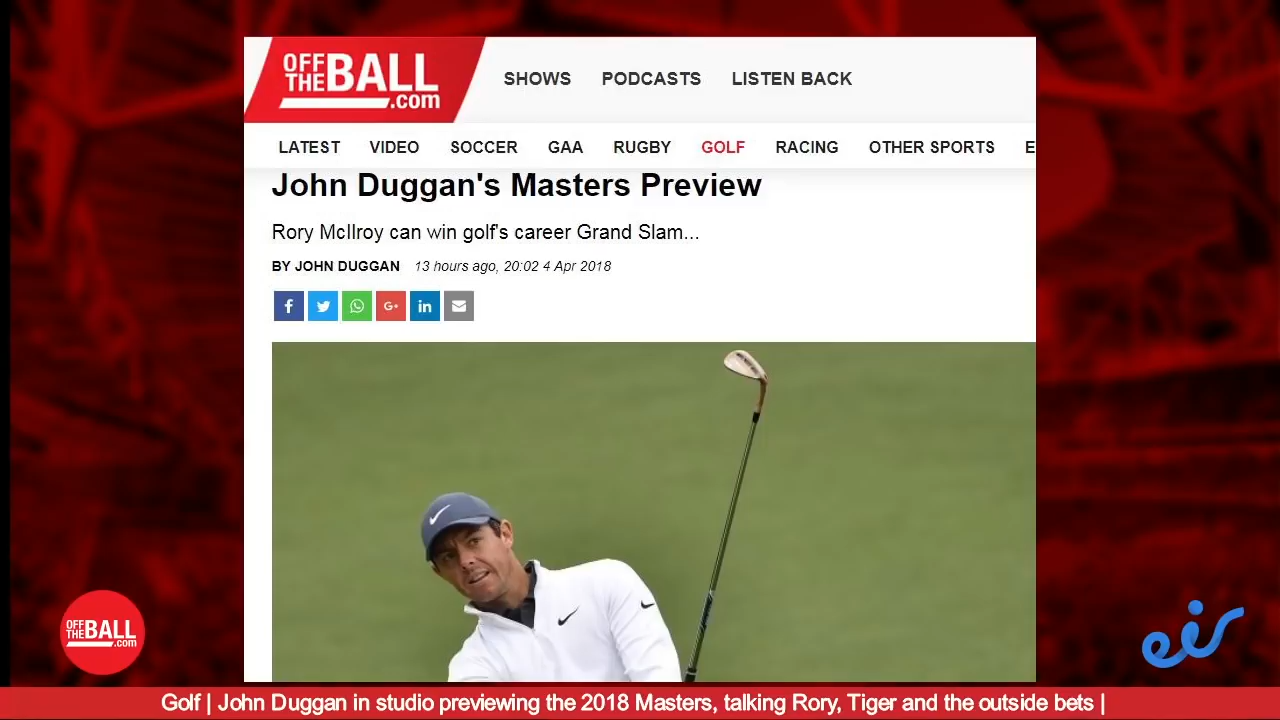 OFF THE BALL .com
SHOWS PODCASTS LISTEN BACK
LATEST VIDEO SOCCER GAA RUGBY GOLF RACING OTHER SPORTS E
John Duggan's Masters Preview
Rory McIlroy can win golf's career Grand Slam...
BY JOHN DUGGAN 13 hours ago, 20:02 4 Apr 2018
f G+ in
OFF THE BALL .com
eir
Golf | John Duggan in studio previewing the 2018 Masters, talking Rory, Tiger and the outside bets |